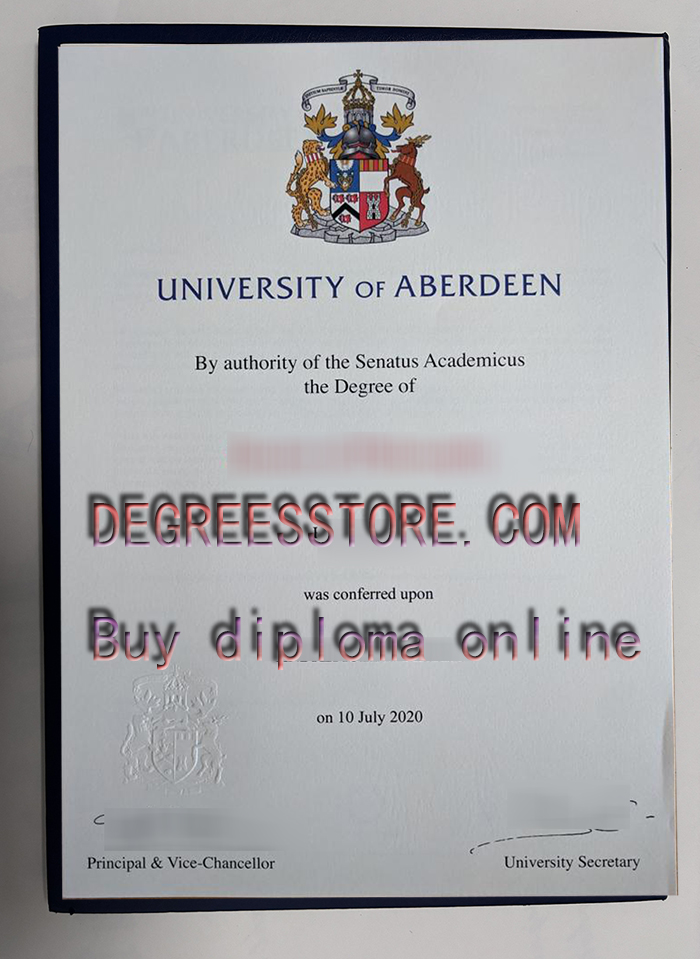 UNIVERSITY OF ABERDEEN
By authority of the Senatus Academicus
the Degree of
DEGREESSTORE. COM
was conferred upon
Buy diploma online
on 10 July 2020
Principal & Vice-Chancellor
University Secretary